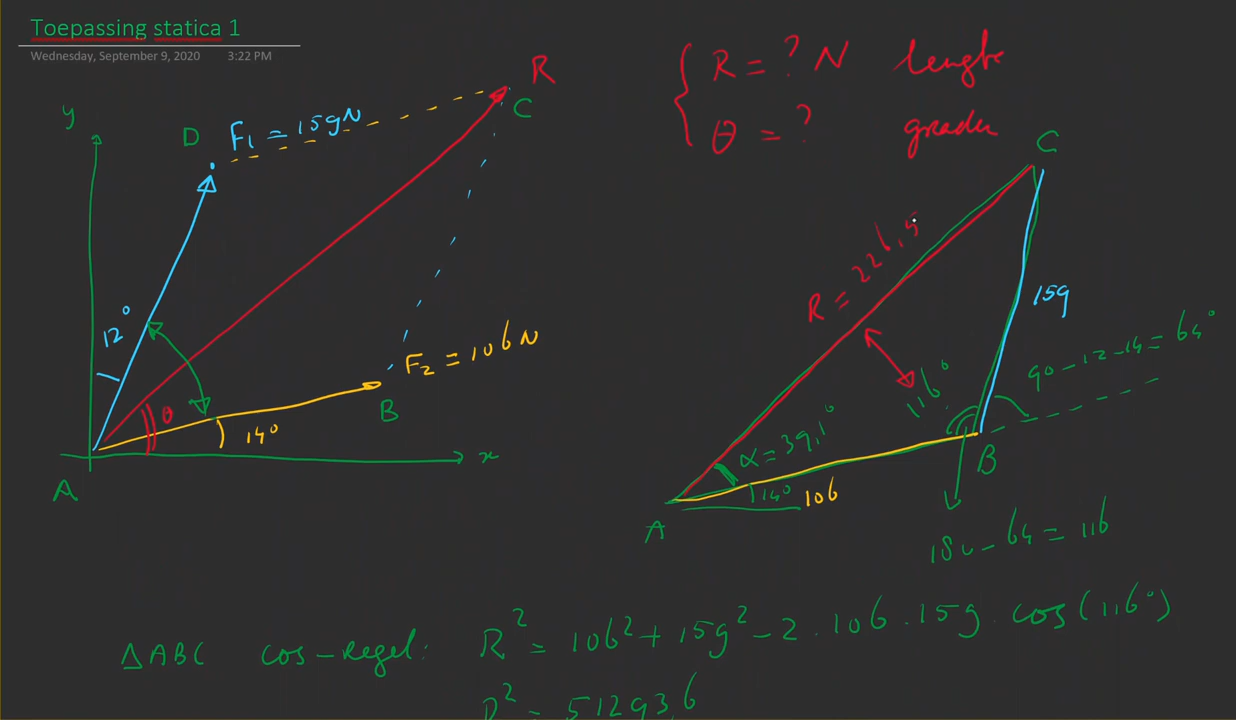 Toepassing statica 1
Wednesday, September 9, 2020 3:22 PM
R = ? N lengte
θ = ? graden
y
D
F₁ = 159N
R
C
12°
θ
F₂ = 106N
B
14°
x
A
C
R = 226,5
159
90-12-14=64°
116°
α=39,1°
14°
106
B
A
180-64=116
ΔABC cos-regel: R² = 106²+159²-2.106.159.cos(116°)
R² = 51293,6